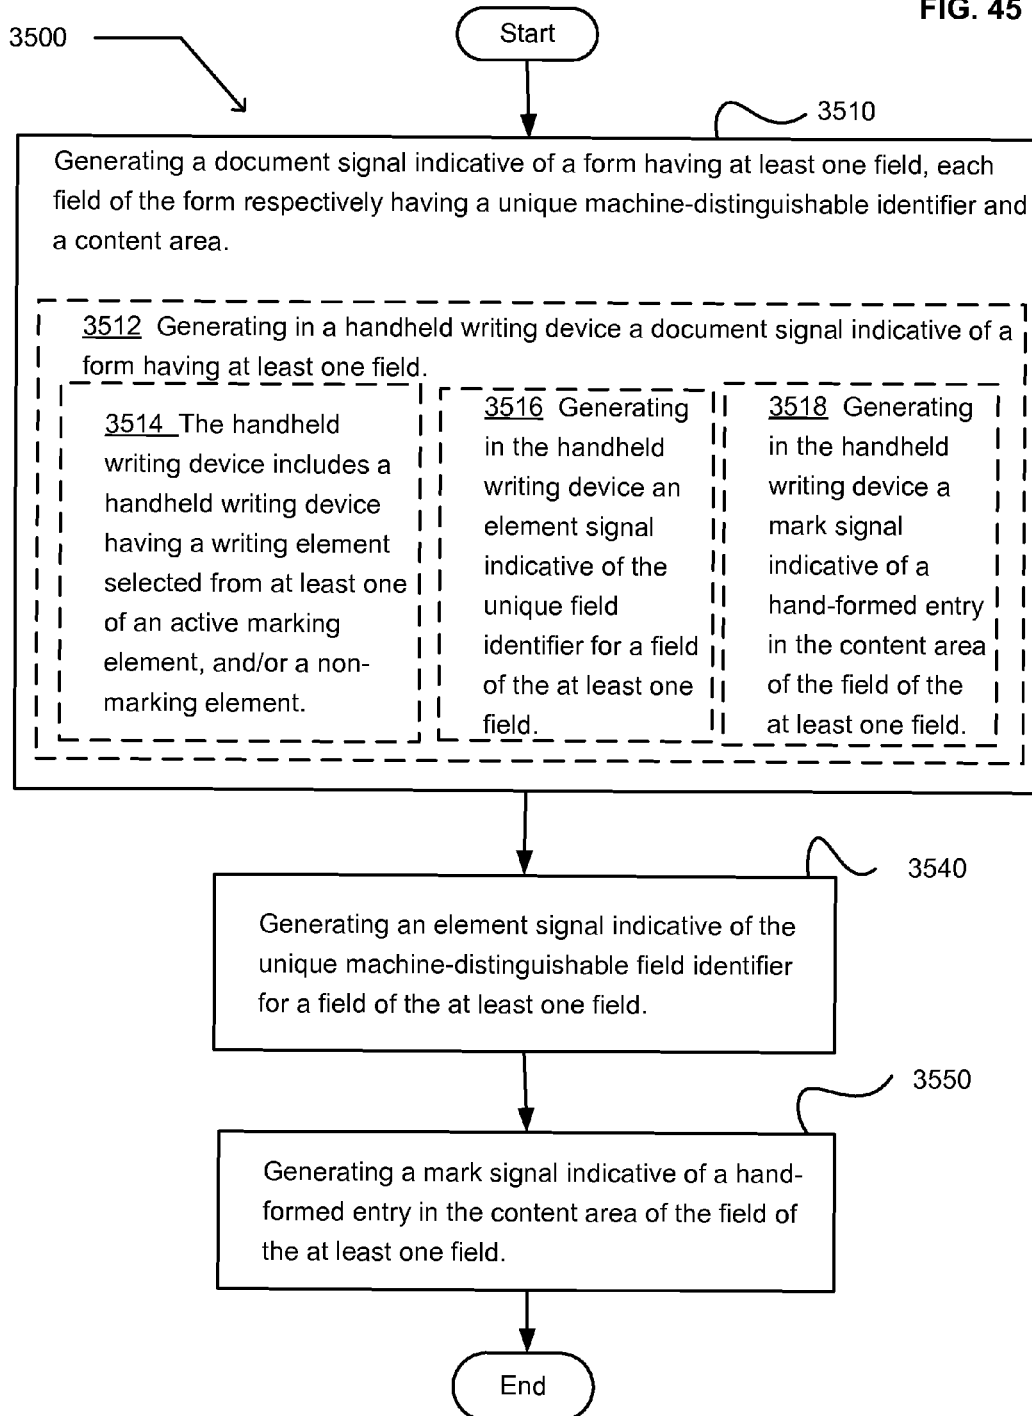 FIG. 45
3500
Start
3510
Generating a document signal indicative of a form having at least one field, each
field of the form respectively having a unique machine-distinguishable identifier and
a content area.
3512 Generating in a handheld writing device a document signal indicative of a
form having at least one field.
3514 The handheld
writing device includes a
handheld writing device
having a writing element
selected from at least one
of an active marking
element, and/or a non-
marking element.
3516 Generating
in the handheld
writing device an
element signal
indicative of the
unique field
identifier for a field
of the at least one
field.
3518 Generating
in the handheld
writing device a
mark signal
indicative of a
hand-formed entry
in the content area
of the field of the
at least one field.
3540
Generating an element signal indicative of the
unique machine-distinguishable field identifier
for a field of the at least one field.
3550
Generating a mark signal indicative of a hand-
formed entry in the content area of the field of
the at least one field.
End